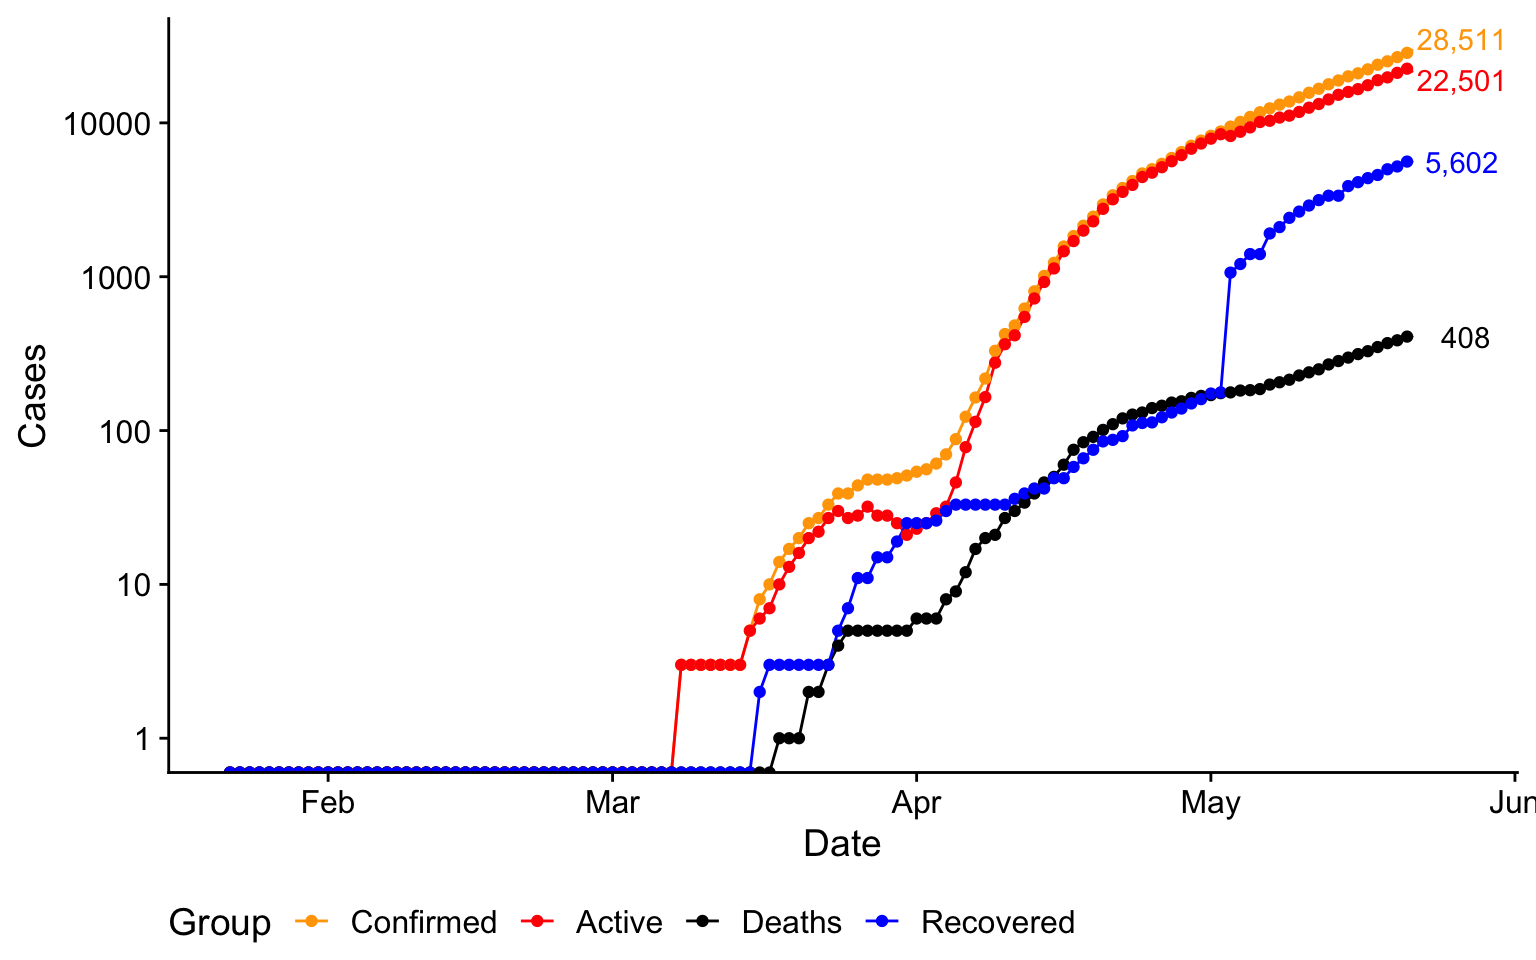 28,511
22,501
10000
5,602
1000
408
Cases
100
10
1
Feb Mar Apr May Jun
Date
Group Confirmed Active Deaths Recovered